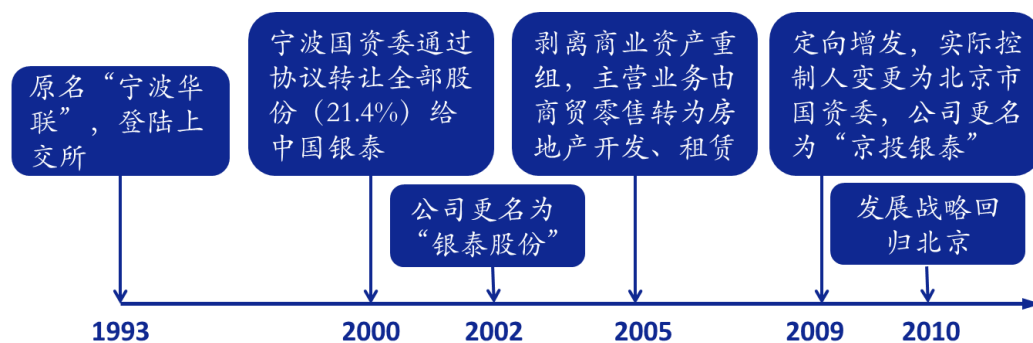 原名“宁波华
联”，登陆上
交所
宁波国资委通过
协议转让全部股
份（21.4%）给
中国银泰
公司更名为
“银泰股份”
剥离商业资产重
组，主营业务由
商贸零售转为房
地产开发、租赁
定向增发，实际控
制人变更为北京市
国资委，公司更名
为“京投银泰”
发展战略回
归北京
1993
2000
2002
2005
2009
2010